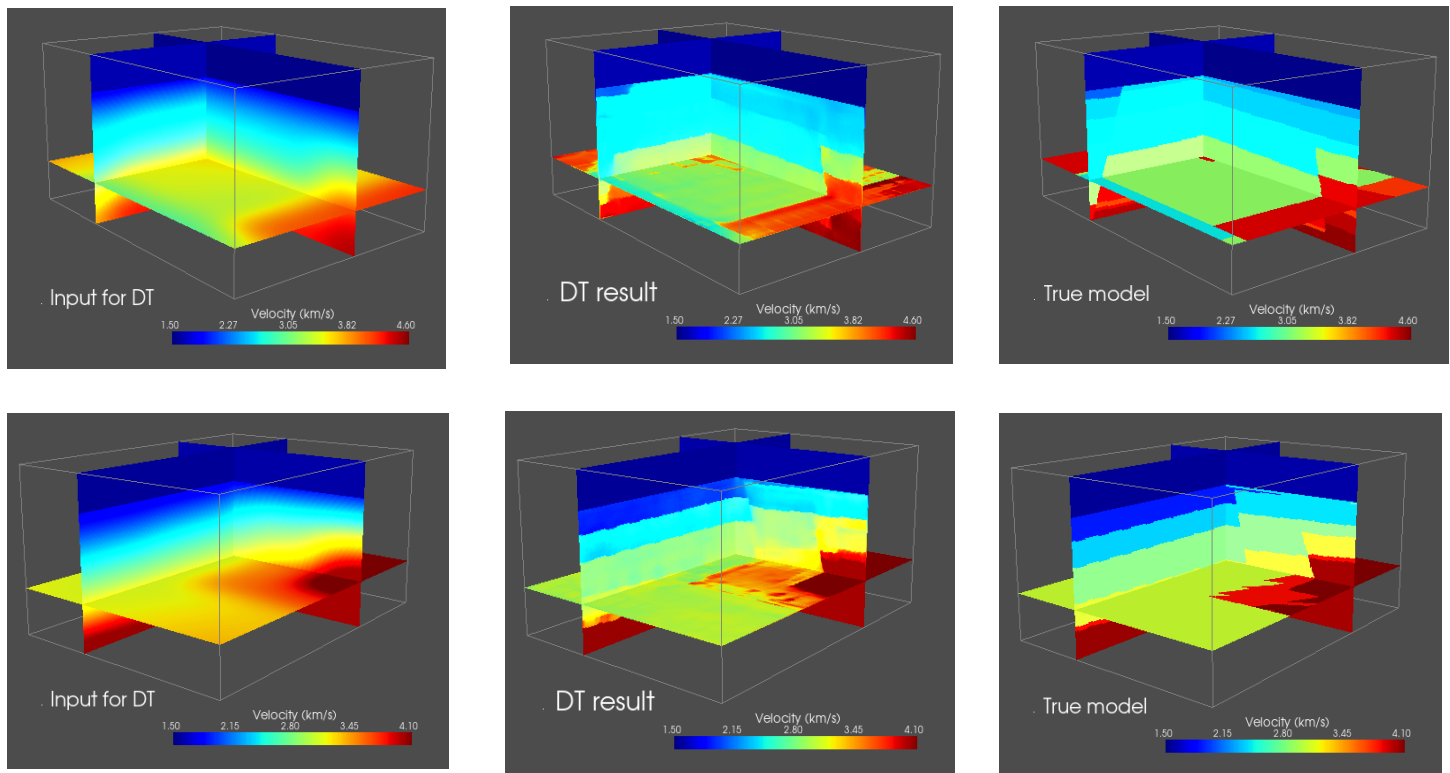 . Input for DT
Velocity (km/s)
1.50 2.27 3.05 3.82 4.60
. DT result
Velocity (km/s)
1.50 2.27 3.05 3.82 4.60
. True model
Velocity (km/s)
1.50 2.27 3.05 3.82 4.60
. Input for DT
Velocity (km/s)
1.50 2.15 2.80 3.45 4.10
. DT result
Velocity (km/s)
1.50 2.15 2.80 3.45 4.10
. True model
Velocity (km/s)
1.50 2.15 2.80 3.45 4.10